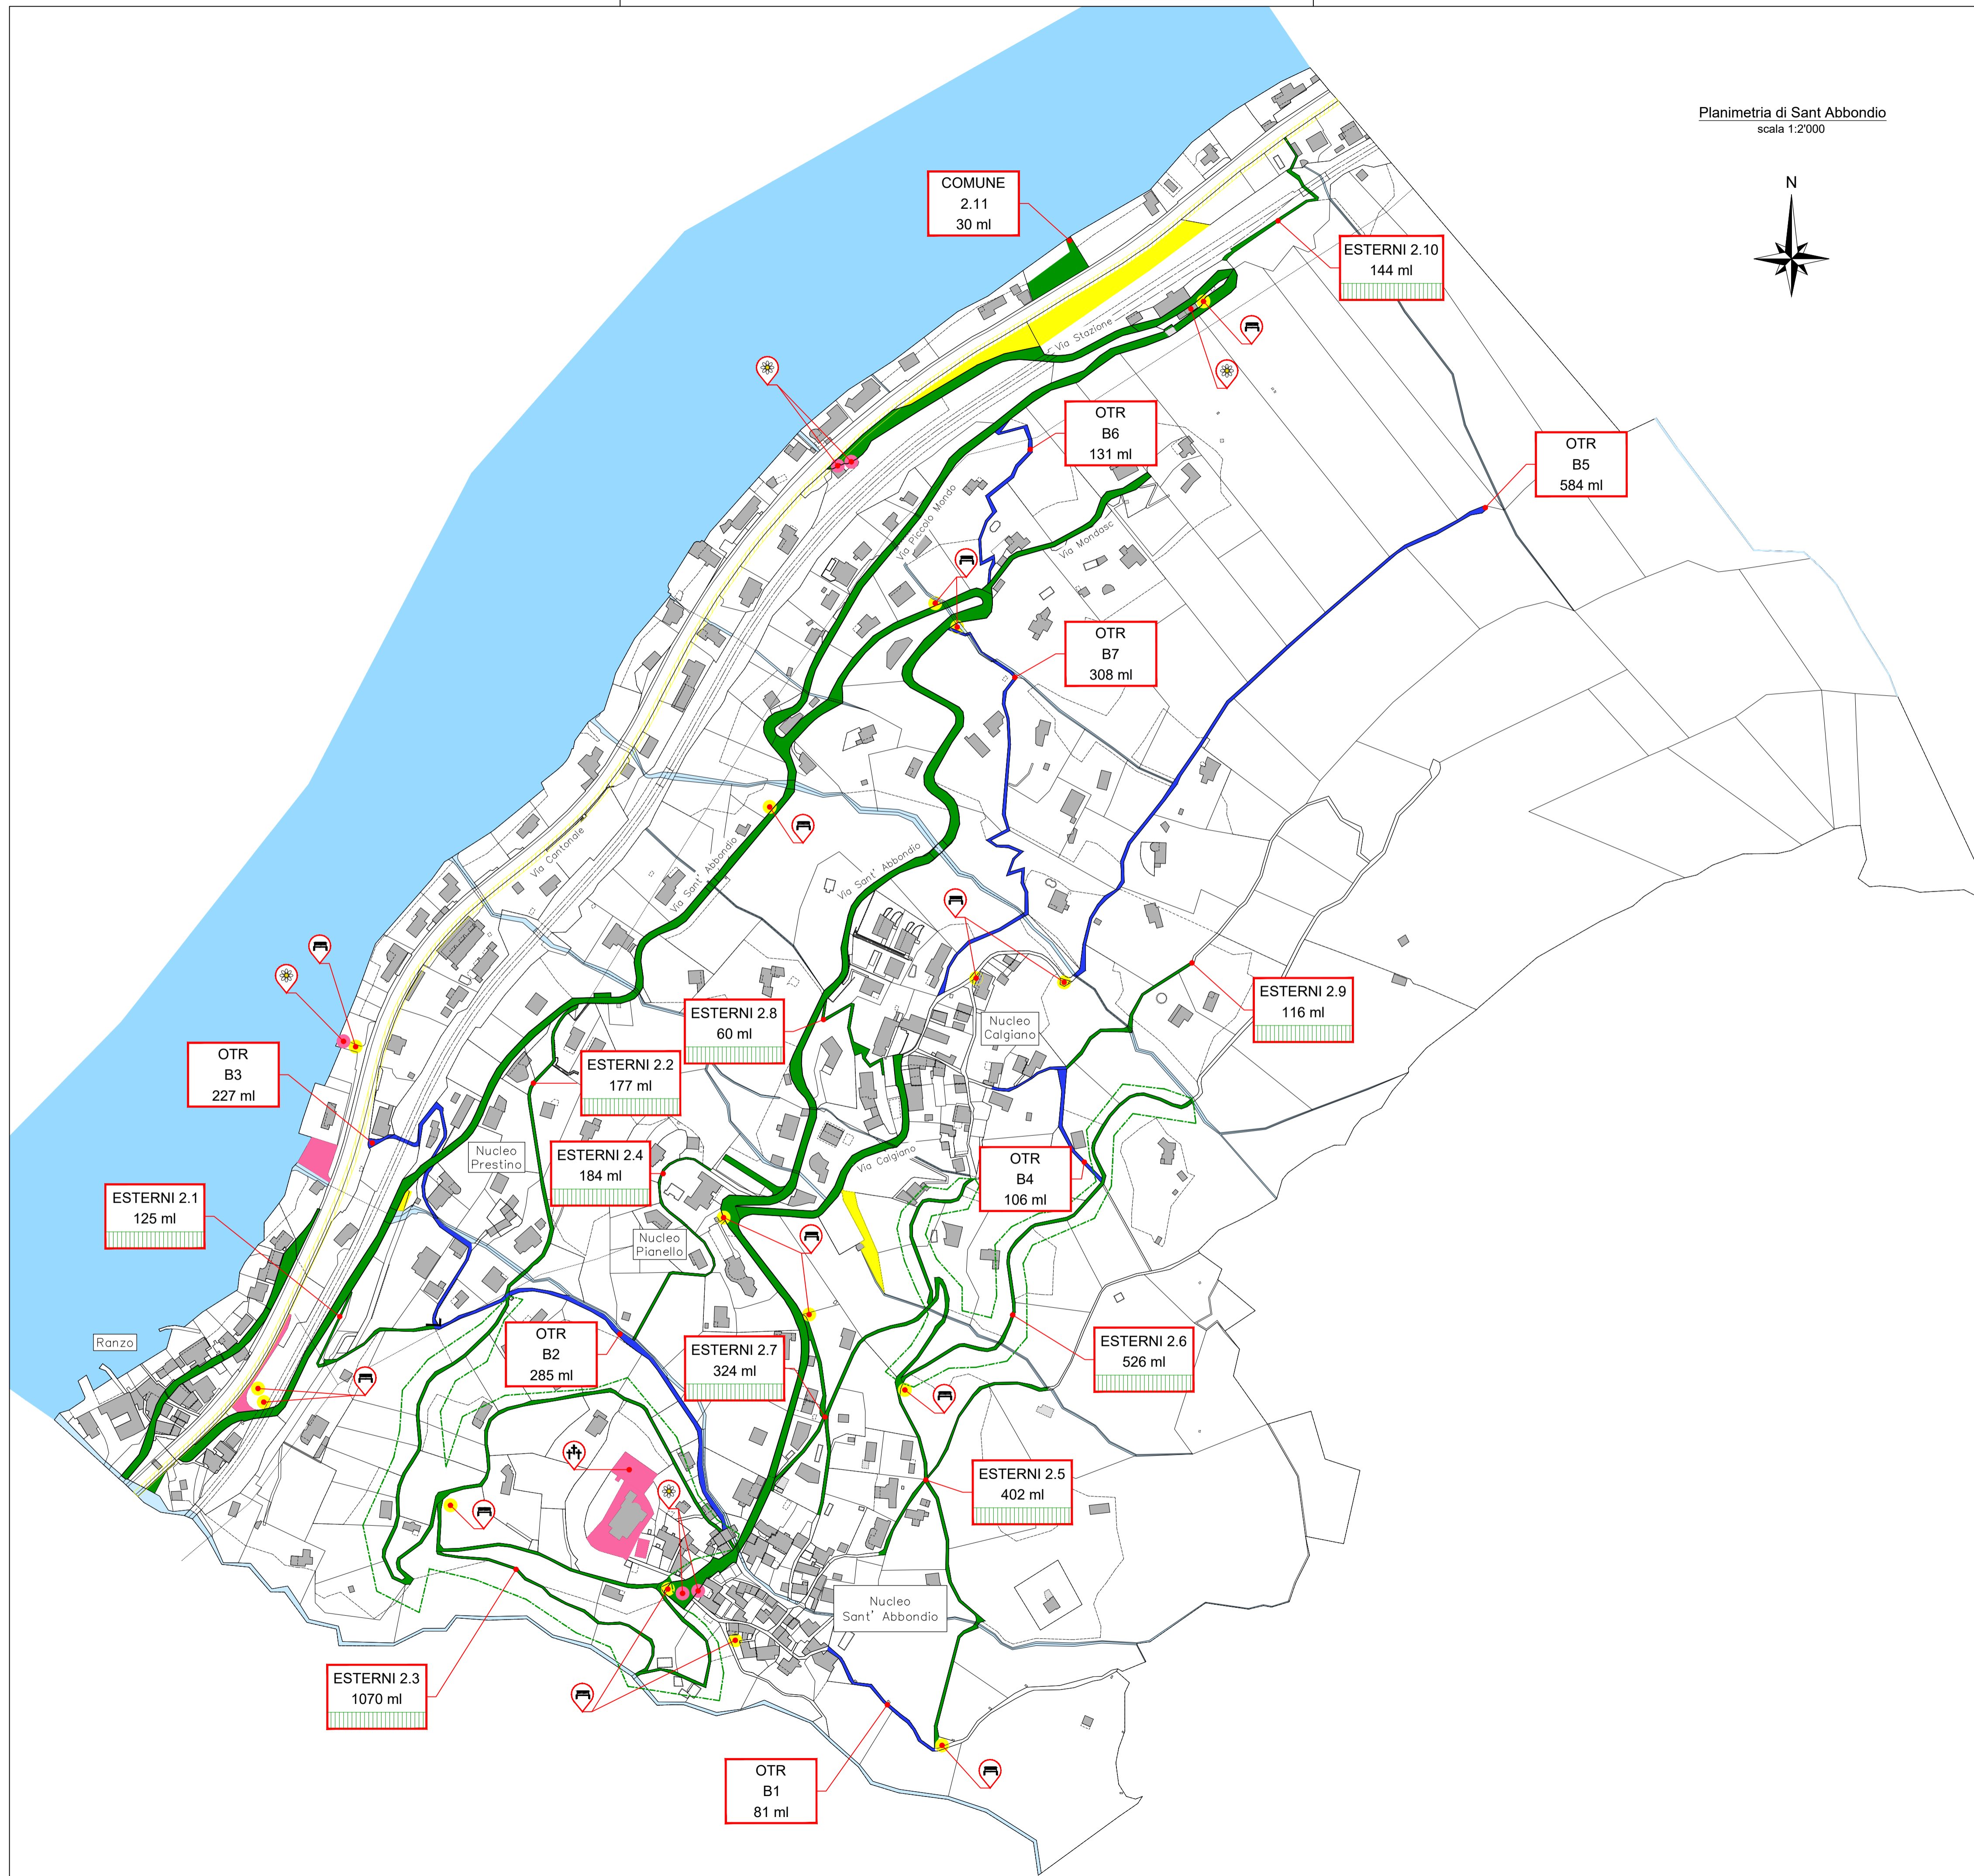 Planimetria di Sant Abbondio
scala 1:2'000
N
COMUNE
2.11
30 ml
ESTERNI 2.10
144 ml
Via Stazione
OTR
B6
131 ml
OTR
B5
584 ml
Via Piccolo Mondo
Via Mondasc
OTR
B7
308 ml
Via Cantonale
Via Sant' Abbondio
Via Sant' Abbondio
ESTERNI 2.9
116 ml
ESTERNI 2.8
60 ml
Nucleo
Calgiano
OTR
B3
227 ml
ESTERNI 2.2
177 ml
Nucleo
Prestino
ESTERNI 2.4
184 ml
Via Calgiano
OTR
B4
106 ml
ESTERNI 2.1
125 ml
Nucleo
Pianello
Ranzo
OTR
B2
285 ml
ESTERNI 2.7
324 ml
ESTERNI 2.6
526 ml
ESTERNI 2.5
402 ml
Nucleo
Sant' Abbondio
ESTERNI 2.3
1070 ml
OTR
B1
81 ml